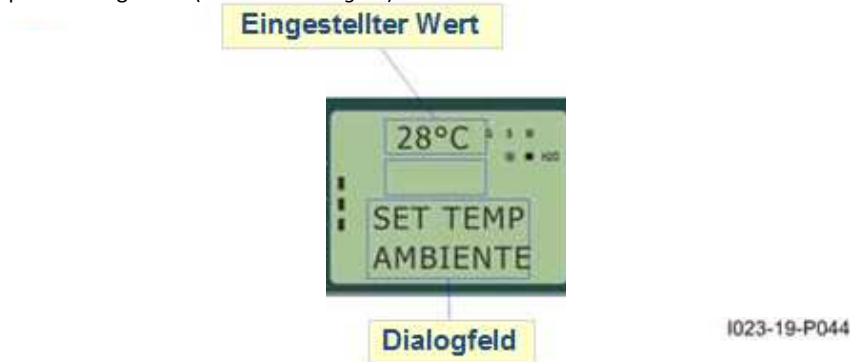 Eingestellter Wert
28°C
SET TEMP
AMBIENTE
Dialogfeld
I023-19-P044